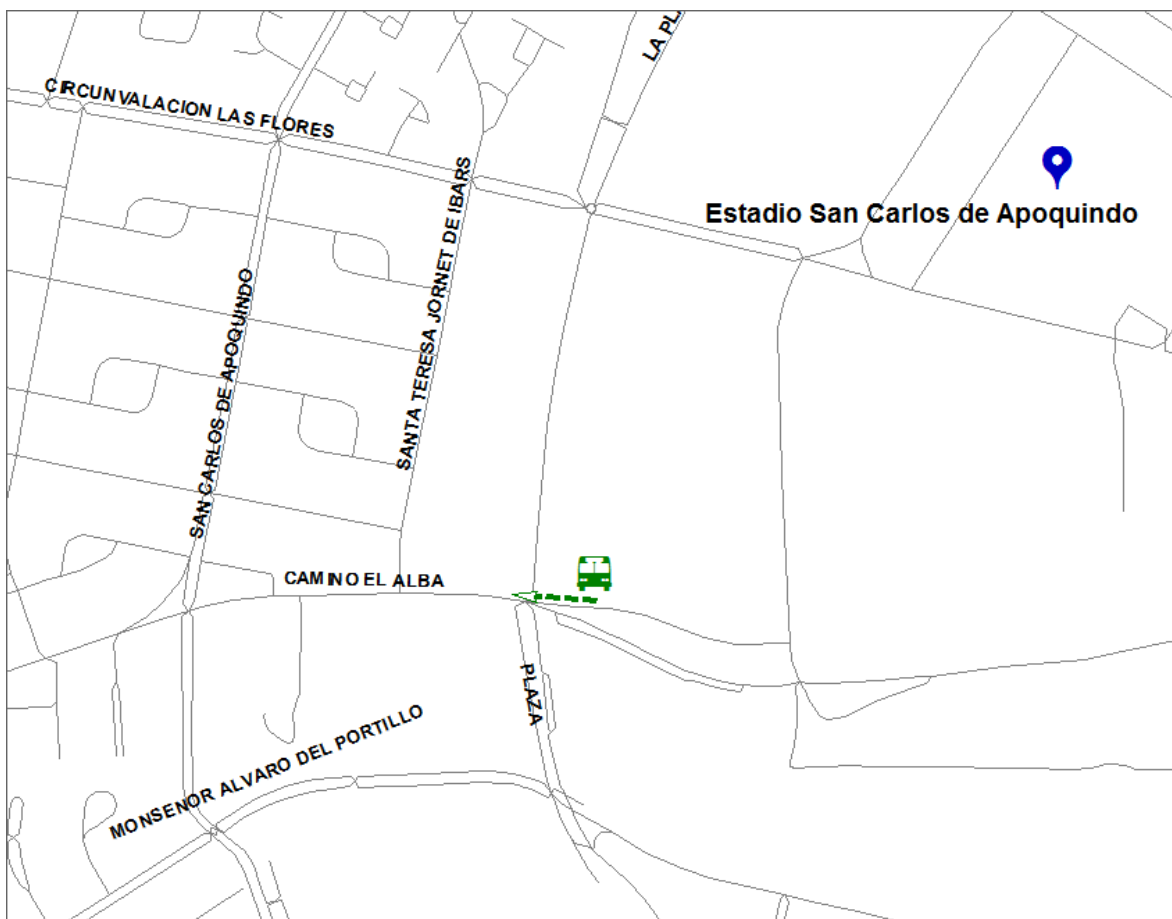 LA PLA
CIRCUNVALACION LAS FLORES
Estadio San Carlos de Apoquindo
SANTA TERESA JORNET DE IBARS
SAN CARLOS DE APOQUINDO
CAMINO EL ALBA
PLAZA
MONSENOR ALVARO DEL PORTILLO